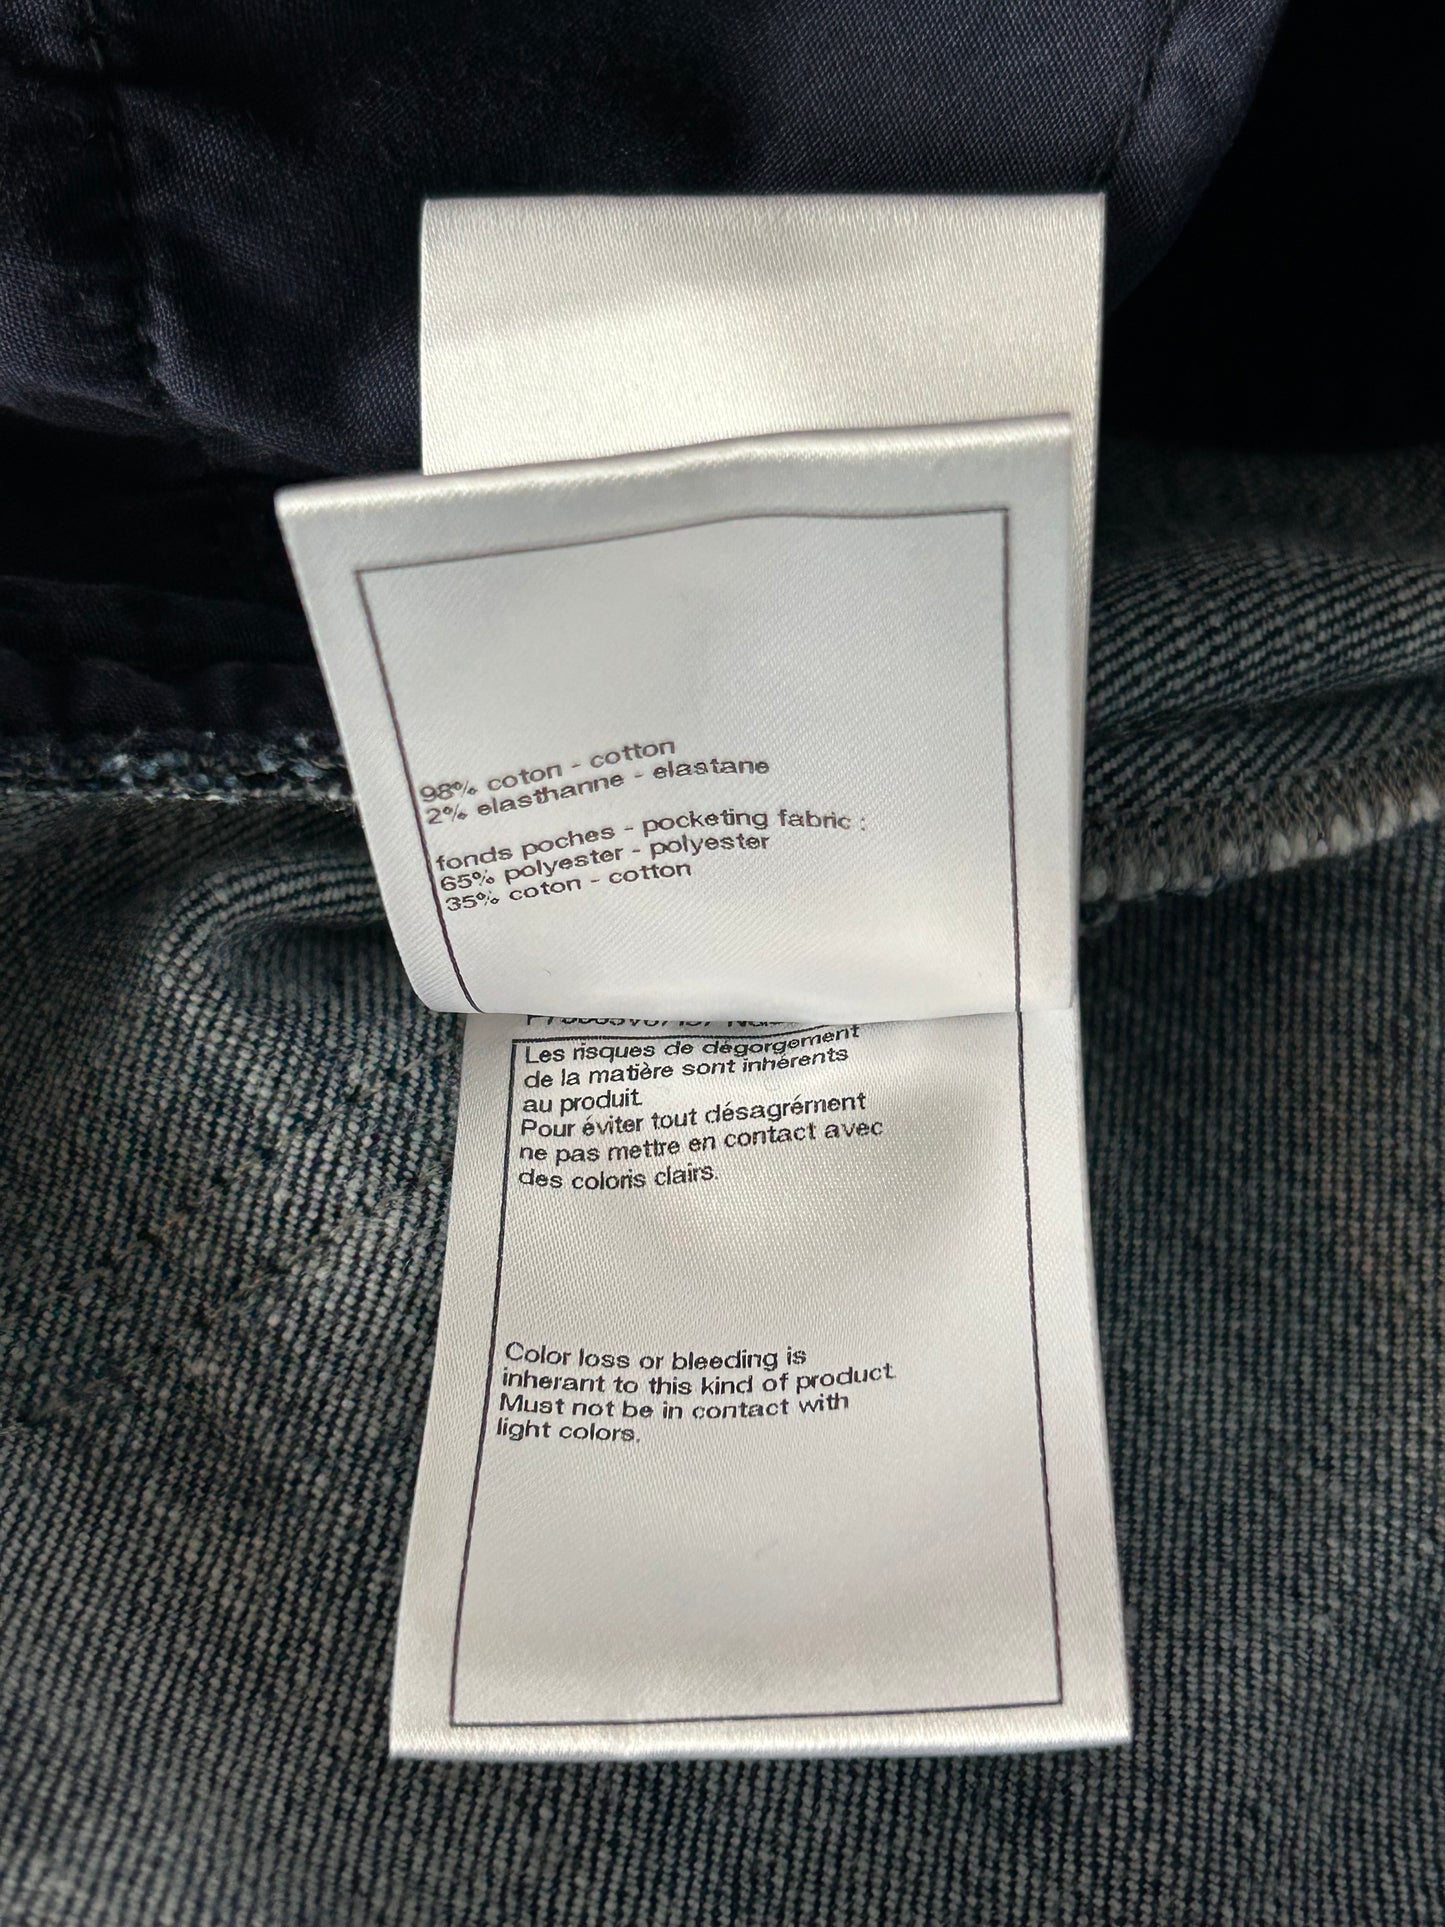 98% coton - cotton
2% elasthanne - elastane
fonds poches - pocketing fabric :
65% polyester - polyester
35% coton - cotton
Les risques de dégorgement
de la matière sont inhérents
au produit.
Pour éviter tout désagrément
ne pas mettre en contact avec
des coloris clairs.
Color loss or bleeding is
inherant to this kind of product.
Must not be in contact with
light colors.